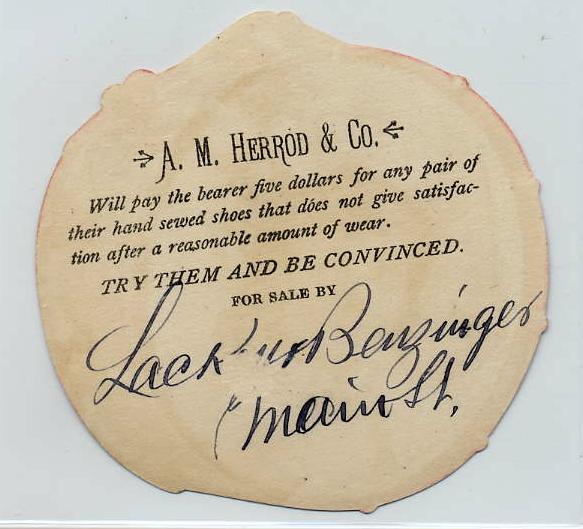 A. M. HERROD & CO.
Will pay the bearer five dollars for any pair of
their hand sewed shoes that does not give satisfac-
tion after a reasonable amount of wear.
TRY THEM AND BE CONVINCED.
FOR SALE BY
Benzinger
Main St.